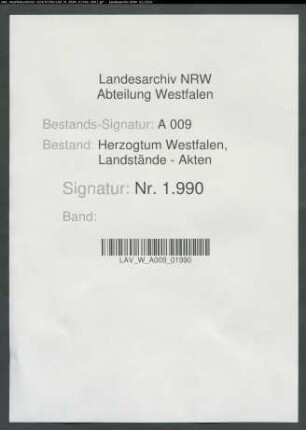 Landesarchiv NRW
Abteilung Westfalen
Bestands-Signatur: A 009
Bestand: Herzogtum Westfalen,
Landstände - Akten
Signatur: Nr. 1.990
Band:
LAV_W_A009_01990